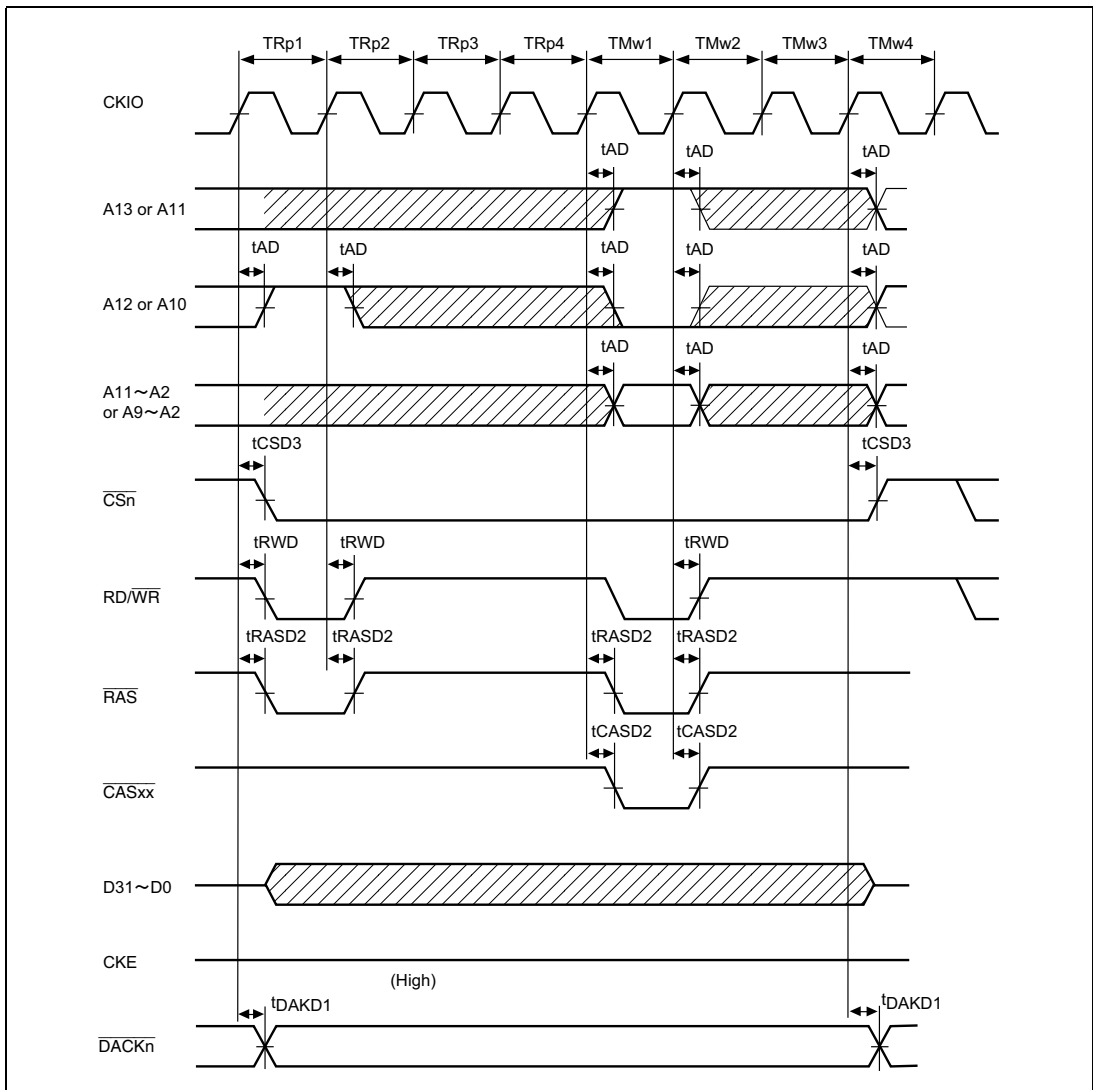 TRp1 TRp2 TRp3 TRp4 TMw1 TMw2 TMw3 TMw4
CKIO
tAD tAD tAD
A13 or A11
tAD tAD tAD tAD tAD
A12 or A10
tAD tAD tAD
A11～A2
or A9～A2
tCSD3 tCSD3
CSn
tRWD tRWD tRWD
RD/WR
tRASD2 tRASD2 tRASD2 tRASD2
RAS
tCASD2 tCASD2
CASxx
D31～D0
CKE
(High)
tDAKD1 tDAKD1
DACKn